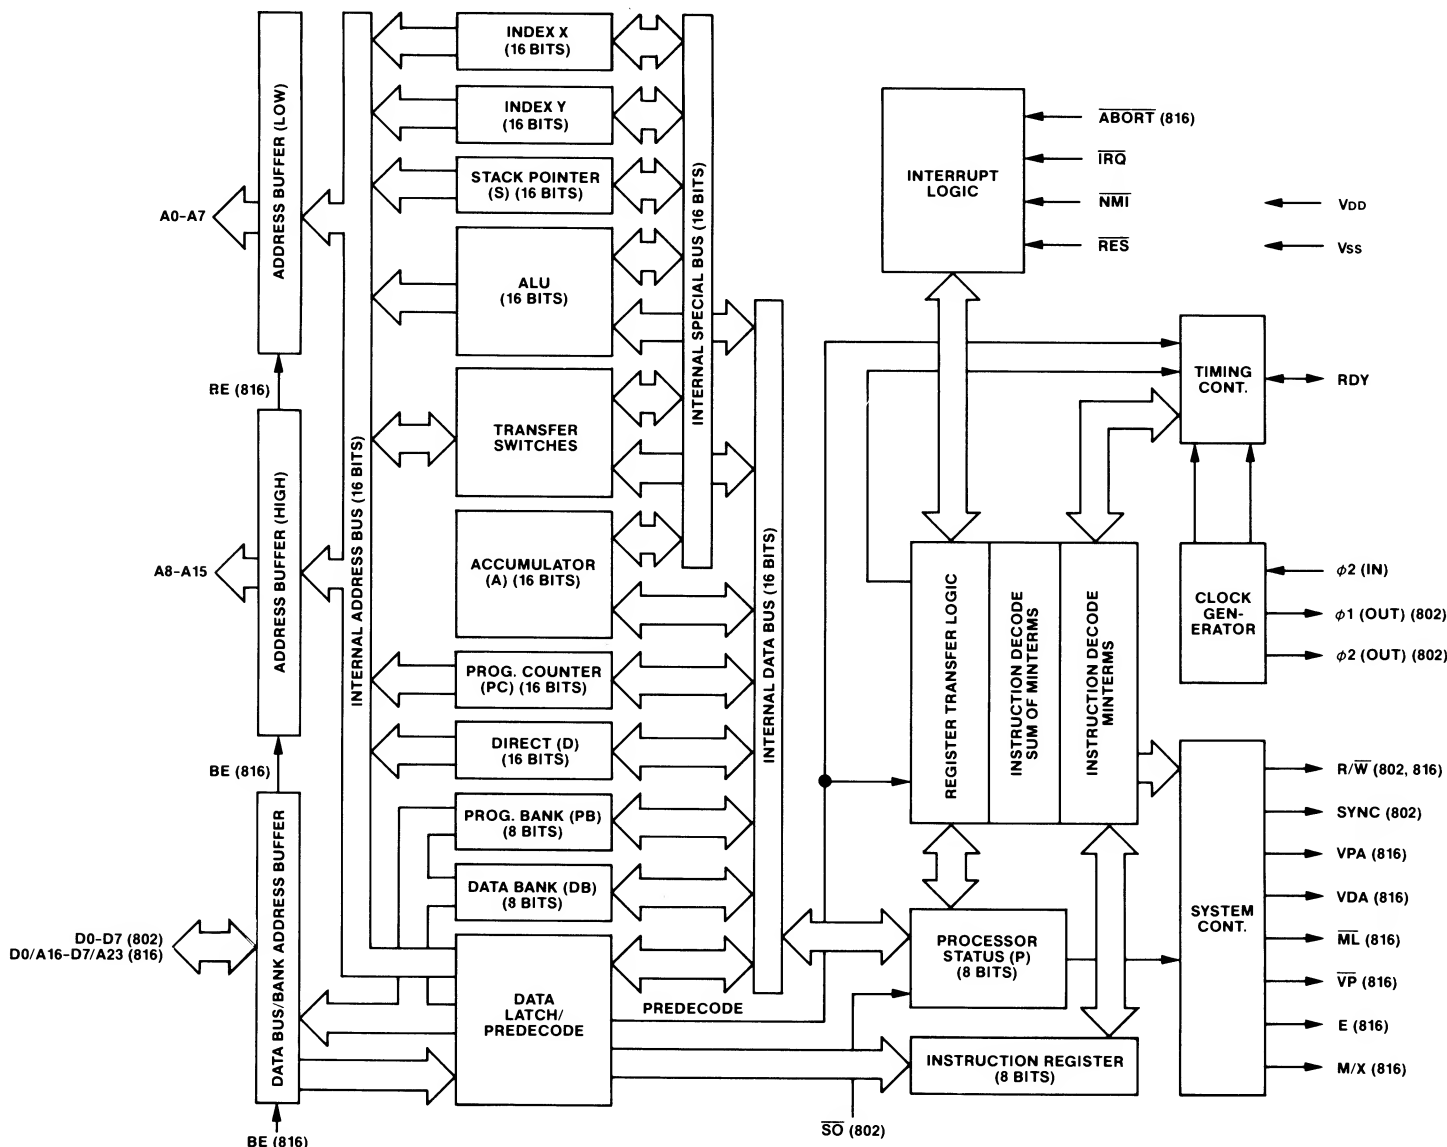 INDEX X
(16 BITS)
INDEX Y
(16 BITS)
STACK POINTER
(S) (16 BITS)
ALU
(16 BITS)
TRANSFER
SWITCHES
ACCUMULATOR
(A) (16 BITS)
PROG. COUNTER
(PC) (16 BITS)
DIRECT (D)
(16 BITS)
PROG. BANK (PB)
(8 BITS)
DATA BANK (DB)
(8 BITS)
DATA
LATCH/
PREDECODE
ADDRESS BUFFER (LOW)
A0-A7
BE (816)
ADDRESS BUFFER (HIGH)
A8-A15
BE (816)
DATA BUS/BANK ADDRESS BUFFER
D0-D7 (802)
D0/A16-D7/A23 (816)
BE (816)
INTERNAL ADDRESS BUS (16 BITS)
INTERNAL SPECIAL BUS (16 BITS)
INTERNAL DATA BUS (16 BITS)
PREDECODE
INTERRUPT
LOGIC
A̅B̅O̅R̅T̅ (816)
I̅R̅Q̅
N̅M̅I̅
R̅E̅S̅
VDD
VSS
TIMING
CONT.
RDY
CLOCK
GEN-
ERATOR
ϕ2 (IN)
ϕ1 (OUT) (802)
ϕ2 (OUT) (802)
REGISTER TRANSFER LOGIC
INSTRUCTION DECODE
SUM OF MINTERMS
INSTRUCTION DECODE
MINTERMS
PROCESSOR
STATUS (P)
(8 BITS)
INSTRUCTION REGISTER
(8 BITS)
S̅O̅ (802)
SYSTEM
CONT.
R/W̅ (802, 816)
SYNC (802)
VPA (816)
VDA (816)
M̅L̅ (816)
V̅P̅ (816)
E (816)
M/X (816)